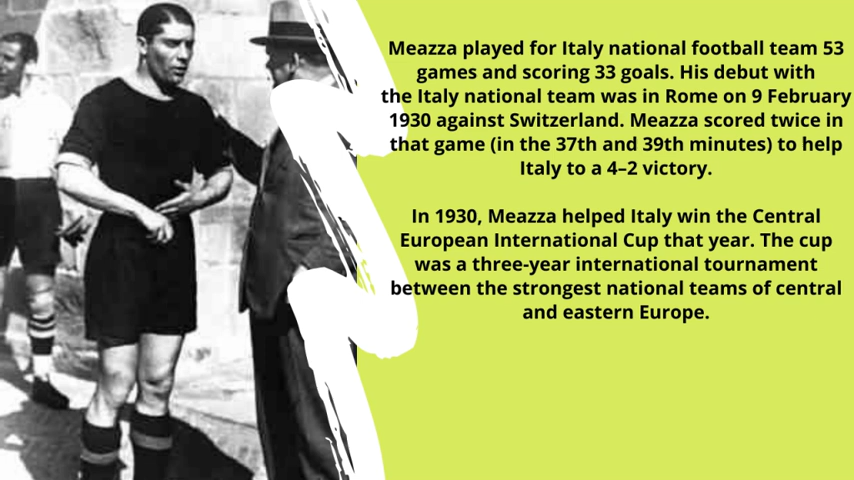 Meazza played for Italy national football team 53
games and scoring 33 goals. His debut with
the Italy national team was in Rome on 9 February
1930 against Switzerland. Meazza scored twice in
that game (in the 37th and 39th minutes) to help
Italy to a 4–2 victory.
In 1930, Meazza helped Italy win the Central
European International Cup that year. The cup
was a three-year international tournament
between the strongest national teams of central
and eastern Europe.